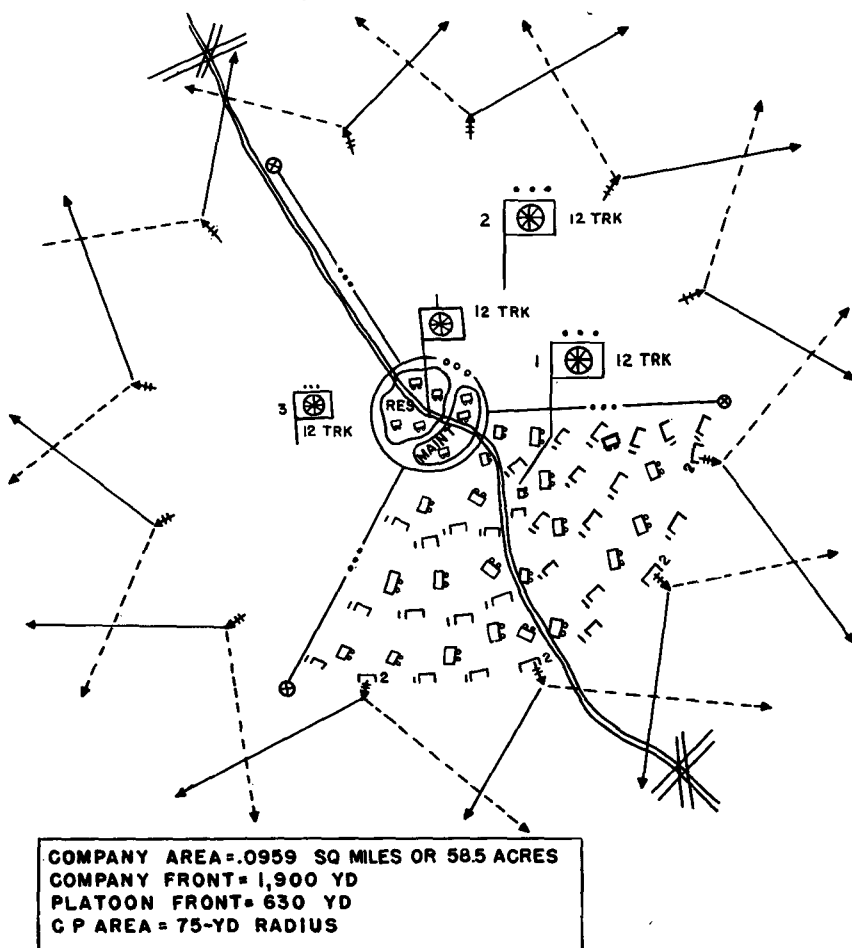 2
12 TRK
12 TRK
1
12 TRK
3
12 TRK
RES
MAINT
2
2
2
2
COMPANY AREA=.0959 SQ MILES OR 58.5 ACRES
COMPANY FRONT= 1,900 YD
PLATOON FRONT= 630 YD
C P AREA = 75-YD RADIUS